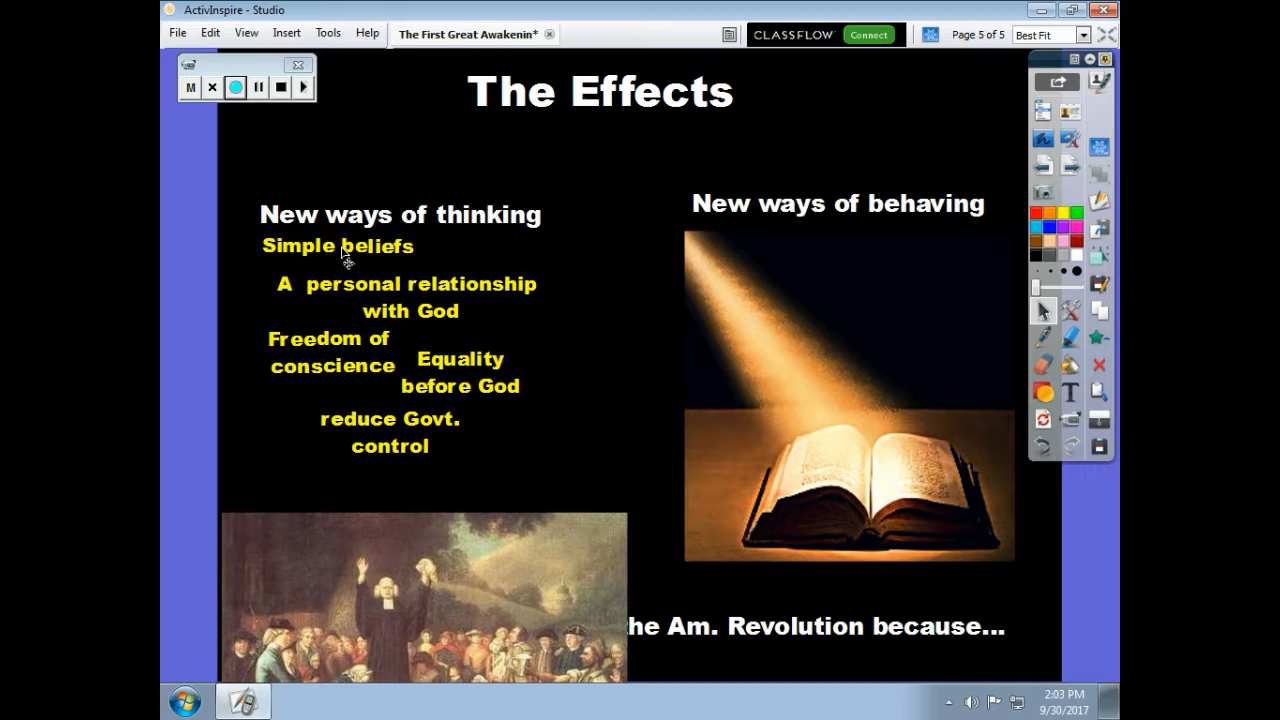 ActivInspire - Studio
File Edit View Insert Tools Help
The First Great Awakenin*
CLASSFLOW Connect
Page 5 of 5
Best Fit
M
The Effects
New ways of thinking
Simple beliefs
A personal relationship
with God
Freedom of
conscience
Equality
before God
reduce Govt.
control
New ways of behaving
the Am. Revolution because...
T
2:03 PM
9/30/2017